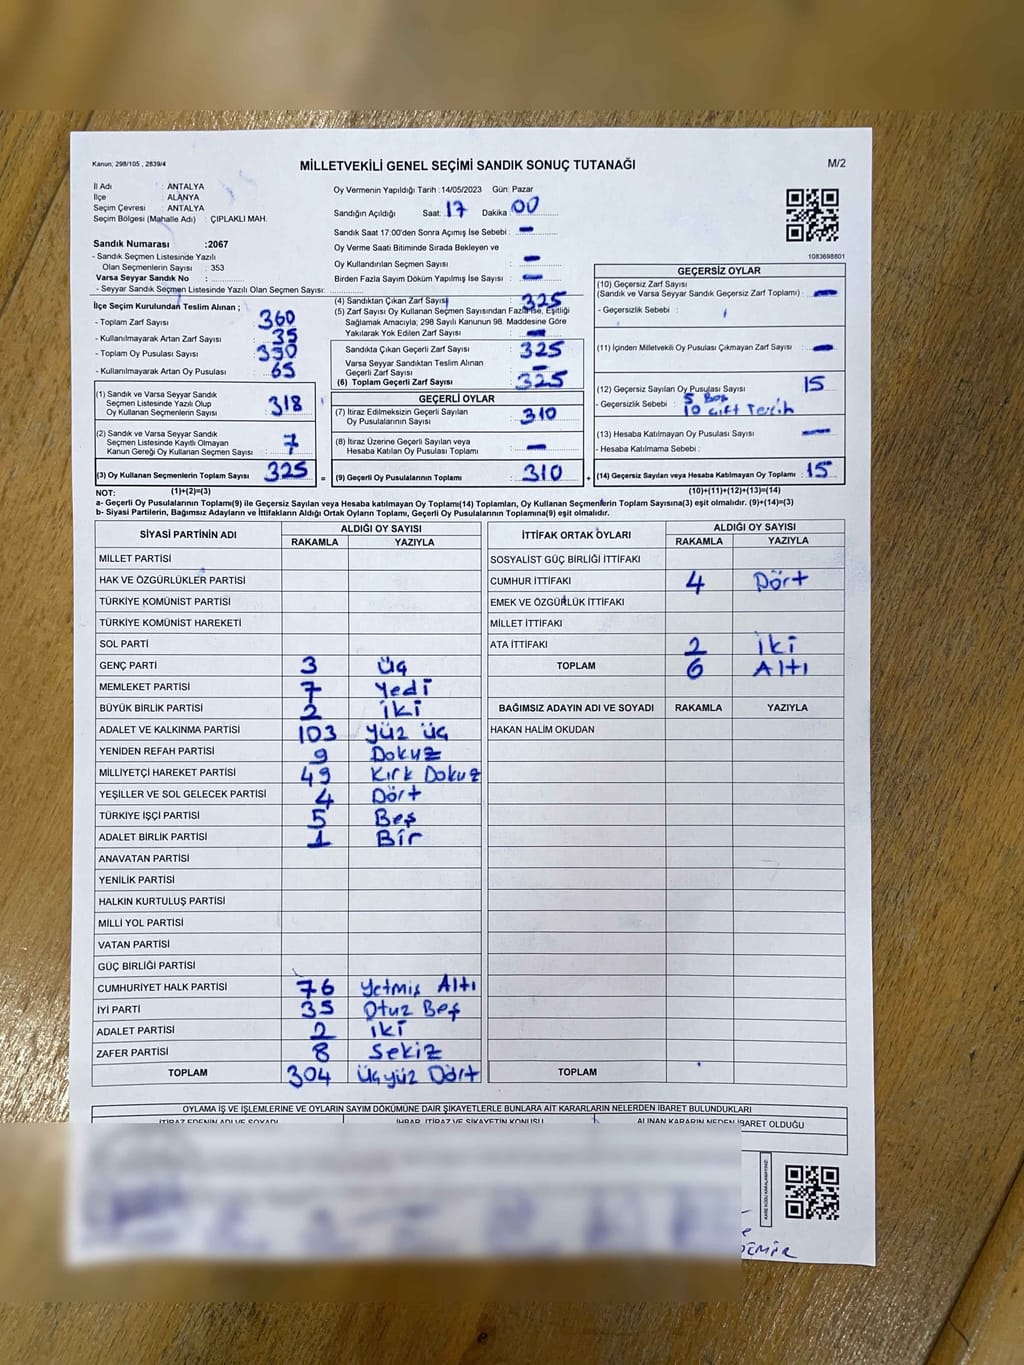 Kanun; 298/105 , 2839/4
MİLLETVEKİLİ GENEL SEÇİMİ SANDIK SONUÇ TUTANAĞI
M/2
İl Adı : ANTALYA
İlçe : ALANYA
Seçim Çevresi : ANTALYA
Seçim Bölgesi (Mahalle Adı) : ÇIPLAKLI MAH.
Sandık Numarası :2067
- Sandık Seçmen Listesinde Yazılı
Olan Seçmenlerin Sayısı : 353
Varsa Seyyar Sandık No :
- Seyyar Sandık Seçmen Listesinde Yazılı Olan Seçmen Sayısı:
Oy Vermenin Yapıldığı Tarih :14/05/2023 Gün: Pazar
Sandığın Açıldığı Saat: 17 Dakika: 00
Sandık Saat 17:00'den Sonra Açımış İse Sebebi : -
Oy Verme Saati Bitiminde Sırada Bekleyen ve
Oy Kullandırılan Seçmen Sayısı : -
Birden Fazla Sayım Döküm Yapılmış İse Sayısı : -
1083698801
İlçe Seçim Kurulundan Teslim Alınan ;
- Toplam Zarf Sayısı : 360
- Kullanılmayarak Artan Zarf Sayısı : 35
- Toplam Oy Pusulası Sayısı : 390
- Kullanılmayarak Artan Oy Pusulası : 65
(1) Sandık ve Varsa Seyyar Sandık
Seçmen Listesinde Yazılı Olup
Oy Kullanan Seçmenlerin Sayısı : 318
(2) Sandık ve Varsa Seyyar Sandık
Seçmen Listesinde Kayıtlı Olmayan
Kanun Gereği Oy Kullanan Seçmen Sayısı : 7
(3) Oy Kullanan Seçmenlerin Toplam Sayısı : 325
(4) Sandıktan Çıkan Zarf Sayısı : 325
(5) Zarf Sayısı Oy Kullanan Seçmen Sayısından Fazla İse, Eşitliği
Sağlamak Amacıyla; 298 Sayılı Kanunun 98. Maddesine Göre
Yakılarak Yok Edilen Zarf Sayısı : -
Sandıkta Çıkan Geçerli Zarf Sayısı : 325
Varsa Seyyar Sandıktan Teslim Alınan
Geçerli Zarf Sayısı : -
(6) Toplam Geçerli Zarf Sayısı : 325
GEÇERLİ OYLAR
(7) İtiraz Edilmeksizin Geçerli Sayılan
Oy Pusulalarının Sayısı : 310
(8) İtiraz Üzerine Geçerli Sayılan veya
Hesaba Katılan Oy Pusulası Toplamı : -
(9) Geçerli Oy Pusulalarının Toplamı : 310
GEÇERSİZ OYLAR
(10) Geçersiz Zarf Sayısı
(Sandık ve Varsa Seyyar Sandık Geçersiz Zarf Toplamı) : -
- Geçersizlik Sebebi :
(11) İçinden Milletvekili Oy Pusulası Çıkmayan Zarf Sayısı : -
(12) Geçersiz Sayılan Oy Pusulası Sayısı : 15
- Geçersizlik Sebebi : 5 Boş
10 Çift Tercih
(13) Hesaba Katılmayan Oy Pusulası Sayısı : -
- Hesaba Katılmama Sebebi :
(14) Geçersiz Sayılan veya Hesaba Katılmayan Oy Toplamı : 15
NOT: (1)+(2)=(3) (10)+(11)+(12)+(13)=(14)
a- Geçerli Oy Pusulalarının Toplamı(9) ile Geçersiz Sayılan veya Hesaba Katılmayan Oy Toplamı(14) Toplamları, Oy Kullanan Seçmenlerin Toplam Sayısına(3) eşit olmalıdır. (9)+(14)=(3)
b- Siyasi Partilerin, Bağımsız Adayların ve İttifakların Aldığı Ortak Oyların Toplamı, Geçerli Oy Pusulalarının Toplamına(9) eşit olmalıdır.
SİYASİ PARTİNİN ADI ALDIĞI OY SAYISI
RAKAMLA YAZIYLA
MİLLET PARTİSİ
HAK VE ÖZGÜRLÜKLER PARTİSİ
TÜRKİYE KOMÜNİST PARTİSİ
TÜRKİYE KOMÜNİST HAREKETİ
SOL PARTİ
GENÇ PARTİ 3 Üç
MEMLEKET PARTİSİ 7 Yedi
BÜYÜK BİRLİK PARTİSİ 2 İki
ADALET VE KALKINMA PARTİSİ 103 Yüz üç
YENİDEN REFAH PARTİSİ 9 Dokuz
MİLLİYETÇİ HAREKET PARTİSİ 49 Kırk Dokuz
YEŞİLLER VE SOL GELECEK PARTİSİ 4 Dört
TÜRKİYE İŞÇİ PARTİSİ 5 Beş
ADALET BİRLİK PARTİSİ 1 Bir
ANAVATAN PARTİSİ
YENİLİK PARTİSİ
HALKIN KURTULUŞ PARTİSİ
MİLLİ YOL PARTİSİ
VATAN PARTİSİ
GÜÇ BİRLİĞİ PARTİSİ
CUMHURİYET HALK PARTİSİ 76 Yetmiş Altı
İYİ PARTİ 35 Otuz Beş
ADALET PARTİSİ 2 İki
ZAFER PARTİSİ 8 Sekiz
TOPLAM 304 Üçyüz Dört
İTTİFAK ORTAK OYLARI ALDIĞI OY SAYISI
RAKAMLA YAZIYLA
SOSYALİST GÜÇ BİRLİĞİ İTTİFAKI
CUMHUR İTTİFAKI 4 Dört
EMEK VE ÖZGÜRLÜK İTTİFAKI
MİLLET İTTİFAKI
ATA İTTİFAKI 2 İki
TOPLAM 6 Altı
BAĞIMSIZ ADAYIN ADI VE SOYADI RAKAMLA YAZIYLA
HAKAN HALİM OKUDAN
TOPLAM
OYLAMA İŞ VE İŞLEMLERİNE VE OYLARIN SAYIM DÖKÜMÜNE DAİR ŞİKAYETLERLE BUNLARA AİT KARARLARIN NELERDEN İBARET BULUNDUKLARI
İTİRAZ EDENİN ADI VE SOYADI İHBAR, İTİRAZ VE ŞİKAYETİN KONUSU ALINAN KARARIN NEDEN İBARET OLDUĞU